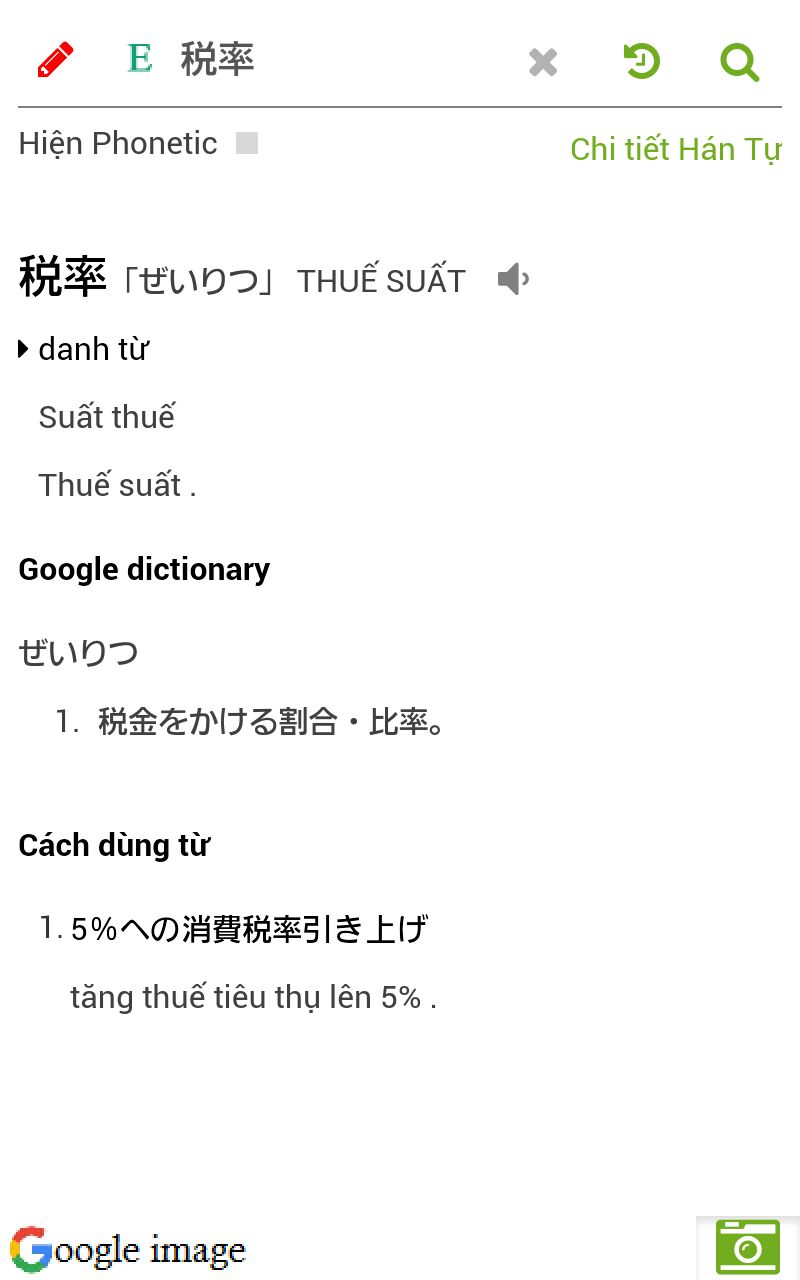 E 税率
Hiện Phonetic
Chi tiết Hán Tự
税率「ぜいりつ」 THUẾ SUẤT
danh từ
Suất thuế
Thuế suất .
Google dictionary
ぜいりつ
1. 税金をかける割合・比率。
Cách dùng từ
1. 5%への消費税率引き上げ
tăng thuế tiêu thụ lên 5% .
Google image